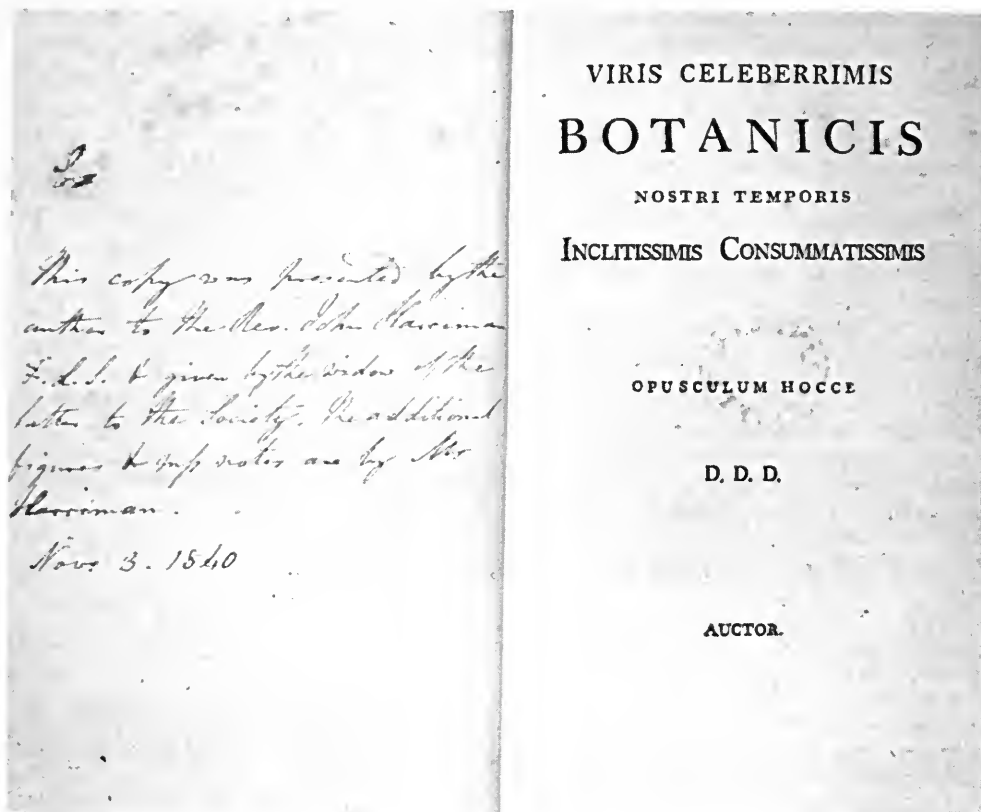 This copy was presented by the
author to the Rev. John Harriman
F.L.S. & given by the widow of the
latter to the Society. The additional
figures & mss notes are by Mr
Harriman.
Novr 3. 1840
VIRIS CELEBERRIMIS
BOTANICIS
NOSTRI TEMPORIS
INCLITISSIMIS CONSUMMATISSIMIS
OPUSCULUM HOCCE
D. D. D.
AUCTOR.